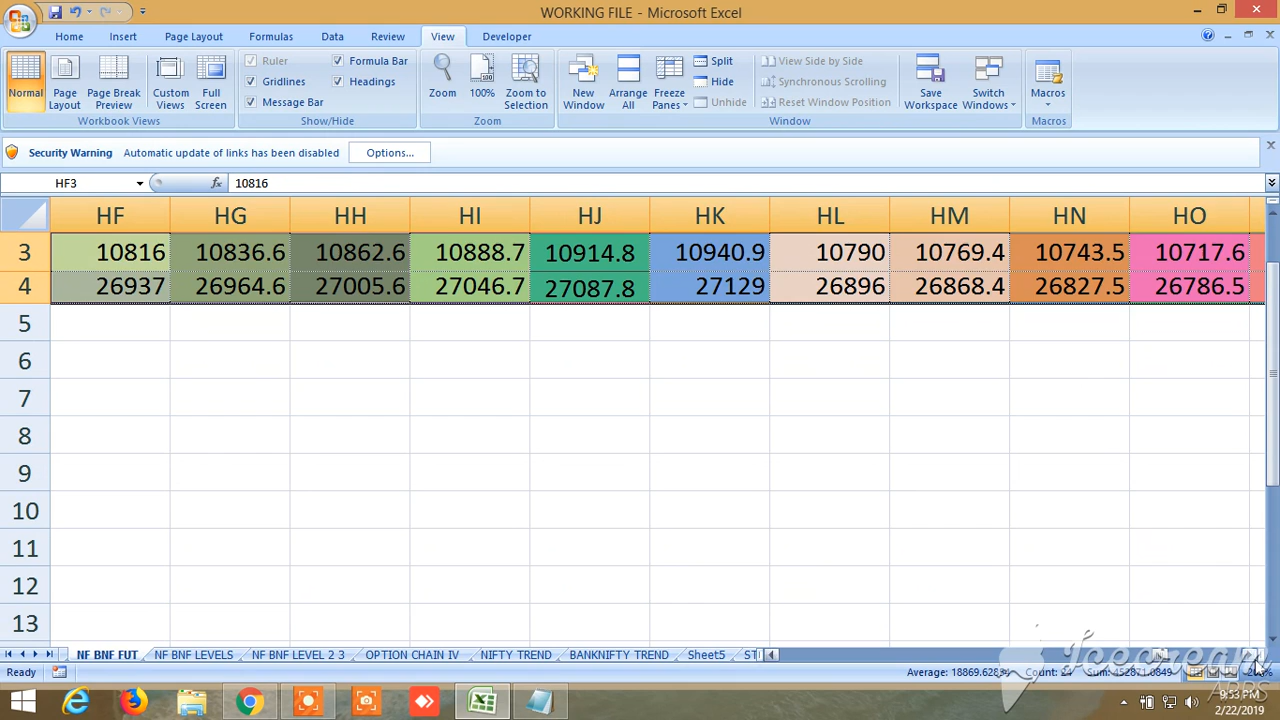 WORKING FILE - Microsoft Excel
Home Insert Page Layout Formulas Data Review View Developer
Ruler Formula Bar
Gridlines Headings
Message Bar
Normal Page Layout Page Break Preview Custom Views Full Screen
Zoom 100% Zoom to Selection
New Window Arrange All Freeze Panes
Split
Hide
Unhide
View Side by Side
Synchronous Scrolling
Reset Window Position
Save Workspace Switch Windows Macros
Workbook Views Show/Hide Zoom Window Macros
Security Warning Automatic update of links has been disabled Options...
HF3 fx 10816
HF HG HH HI HJ HK HL HM HN HO
3 10816 10836.6 10862.6 10888.7 10914.8 10940.9 10790 10769.4 10743.5 10717.6
4 26937 26964.6 27005.6 27046.7 27087.8 27129 26896 26868.4 26827.5 26786.5
5
6
7
8
9
10
11
12
13
NF BNF FUT NF BNF LEVELS NF BNF LEVEL 2 3 OPTION CHAIN IV NIFTY TREND BANKNIFTY TREND Sheet5 ST
Ready Count: 24
Icecream
APPS
9:53 PM
2/22/2019